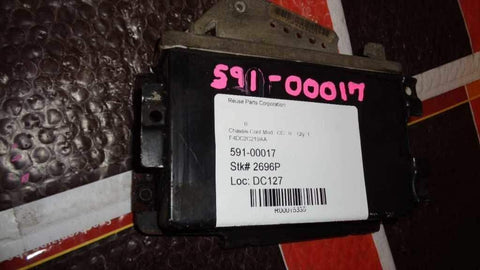 591-00017
Reuse Parts Corporation
Chassis Cont Mod
591-00017
Stk# 2696P
Loc: DC127